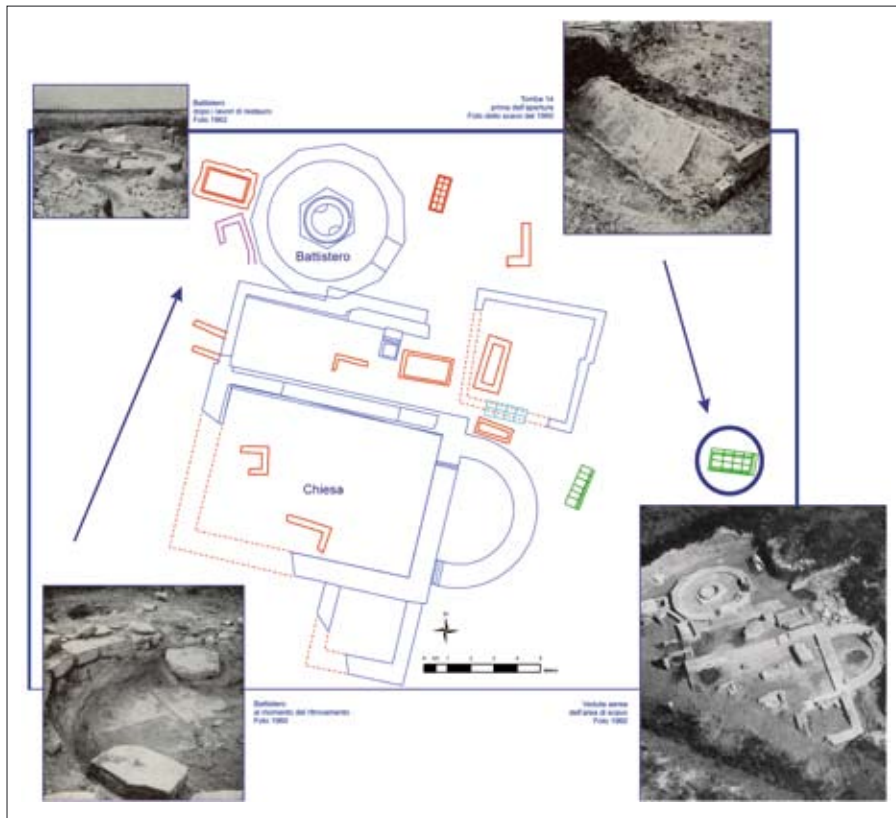 Battistero
dopo i lavori di restauro
Foto 1962
Tomba 14
prima dell'apertura
Foto dello scavo del 1960
Battistero
Chiesa
Battistero
al momento del ritrovamento
Foto 1960
Veduta aerea
dell'area di scavo
Foto 1960